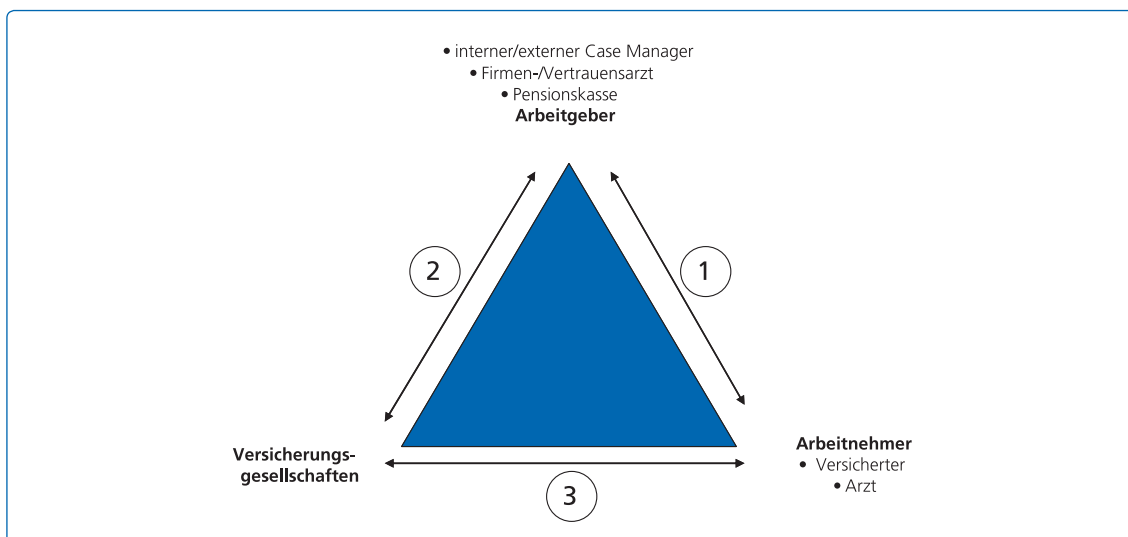 • interner/externer Case Manager
• Firmen-/Vertrauensarzt
• Pensionskasse
Arbeitgeber
2
1
Versicherungs-
gesellschaften
Arbeitnehmer
• Versicherter
• Arzt
3